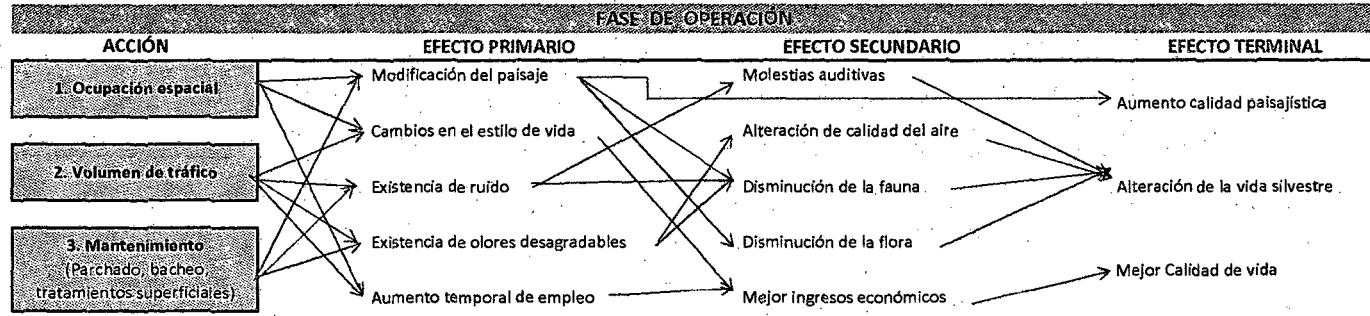 FASE DE OPERACIÓN
ACCIÓN
EFECTO PRIMARIO
EFECTO SECUNDARIO
EFECTO TERMINAL
1. Ocupación espacial
2. Volumen de tráfico
3. Mantenimiento
(Parchado, bacheo,
tratamientos superficiales)
Modificación del paisaje
Cambios en el estilo de vida
Existencia de ruído
Existencia de olores desagradables
Aumento temporal de empleo
Molestias auditivas
Alteración de calidad del aire
Disminución de la fauna
Disminución de la flora
Mejor ingresos económicos
Aumento calidad paisajística
Alteración de la vida silvestre
Mejor Calidad de vida